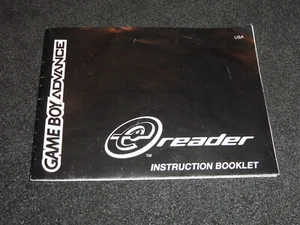 USA
GAME BOY ADVANCE
e reader
TM
INSTRUCTION BOOKLET